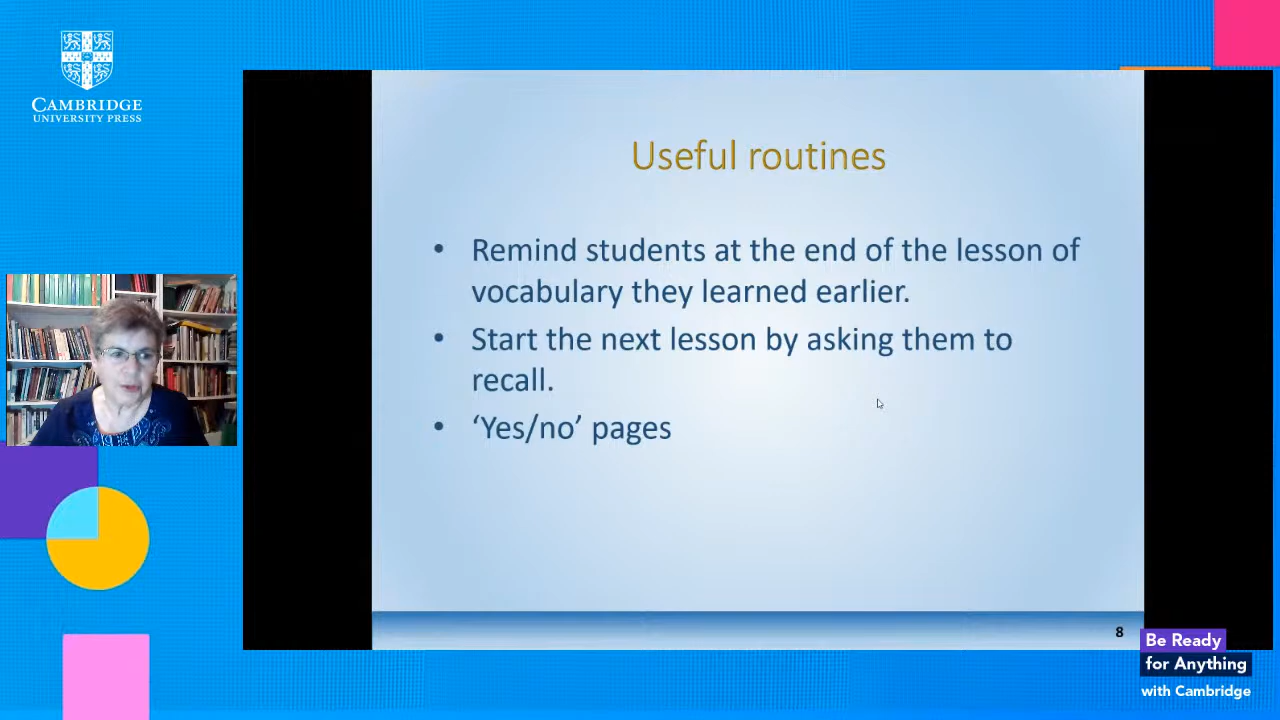 CAMBRIDGE
UNIVERSITY PRESS
Useful routines
• Remind students at the end of the lesson of
vocabulary they learned earlier.
• Start the next lesson by asking them to
recall.
• ‘Yes/no’ pages
8
Be Ready
for Anything
with Cambridge